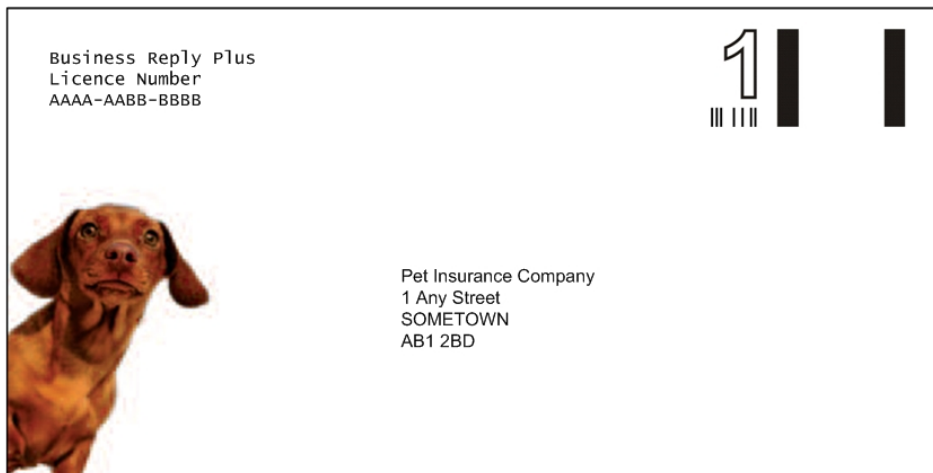 Business Reply Plus
Licence Number
AAAA-AABB-BBBB
1
Pet Insurance Company
1 Any Street
SOMETOWN
AB1 2BD